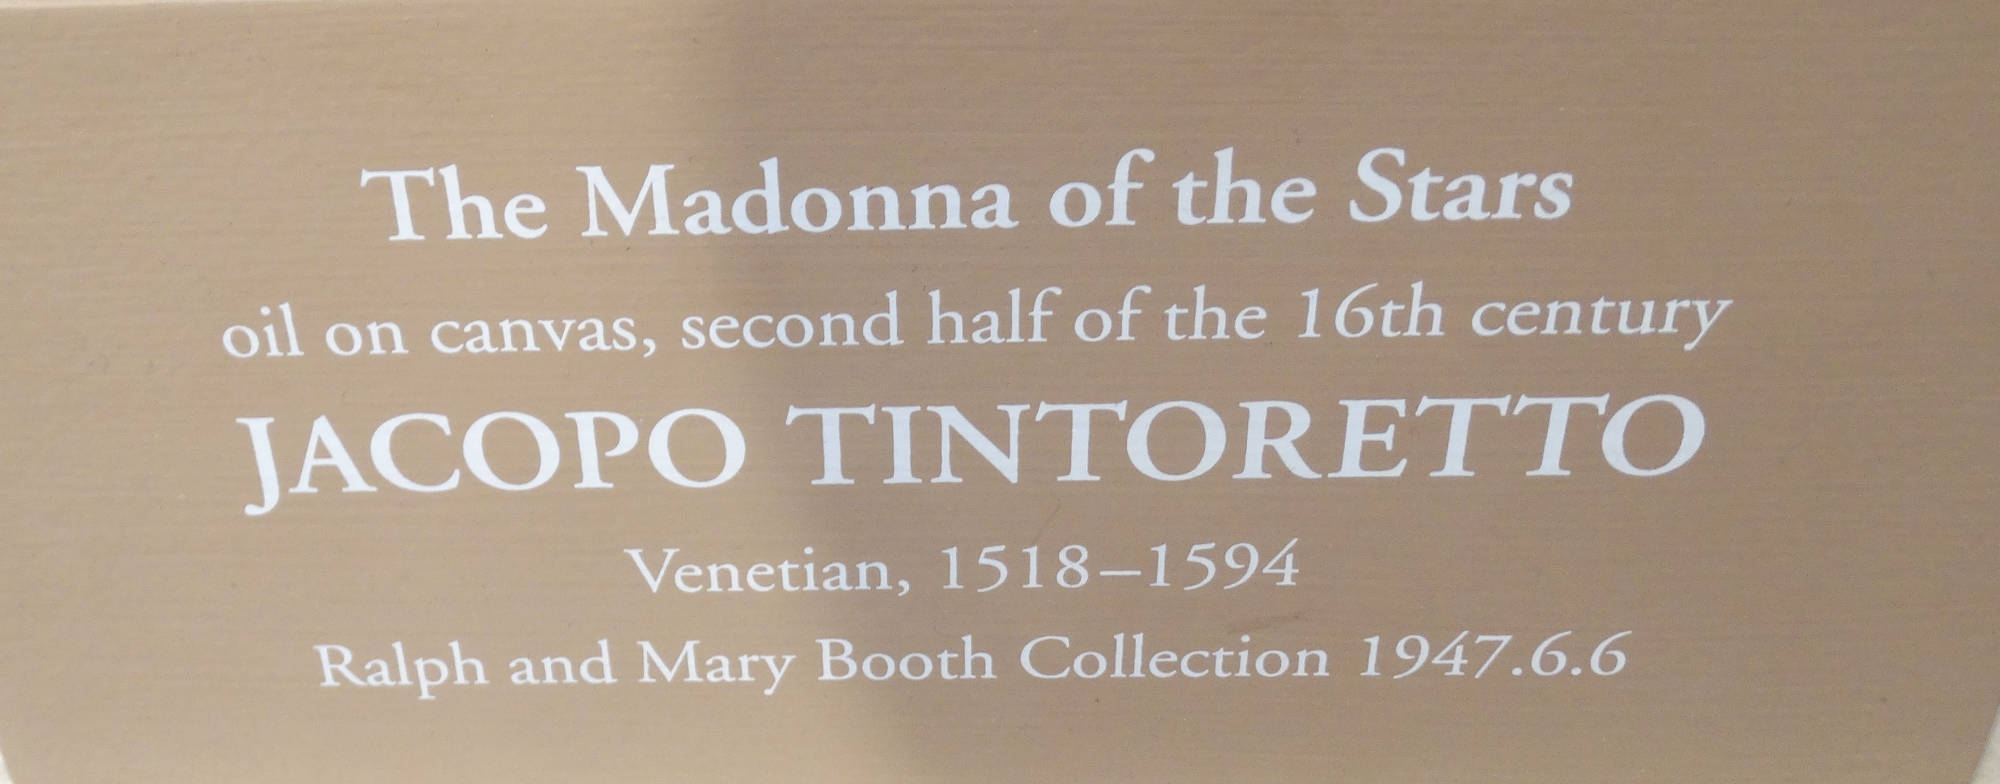 The Madonna of the Stars
oil on canvas, second half of the 16th century
JACOPO TINTORETTO
Venetian, 1518–1594
Ralph and Mary Booth Collection 1947.6.6